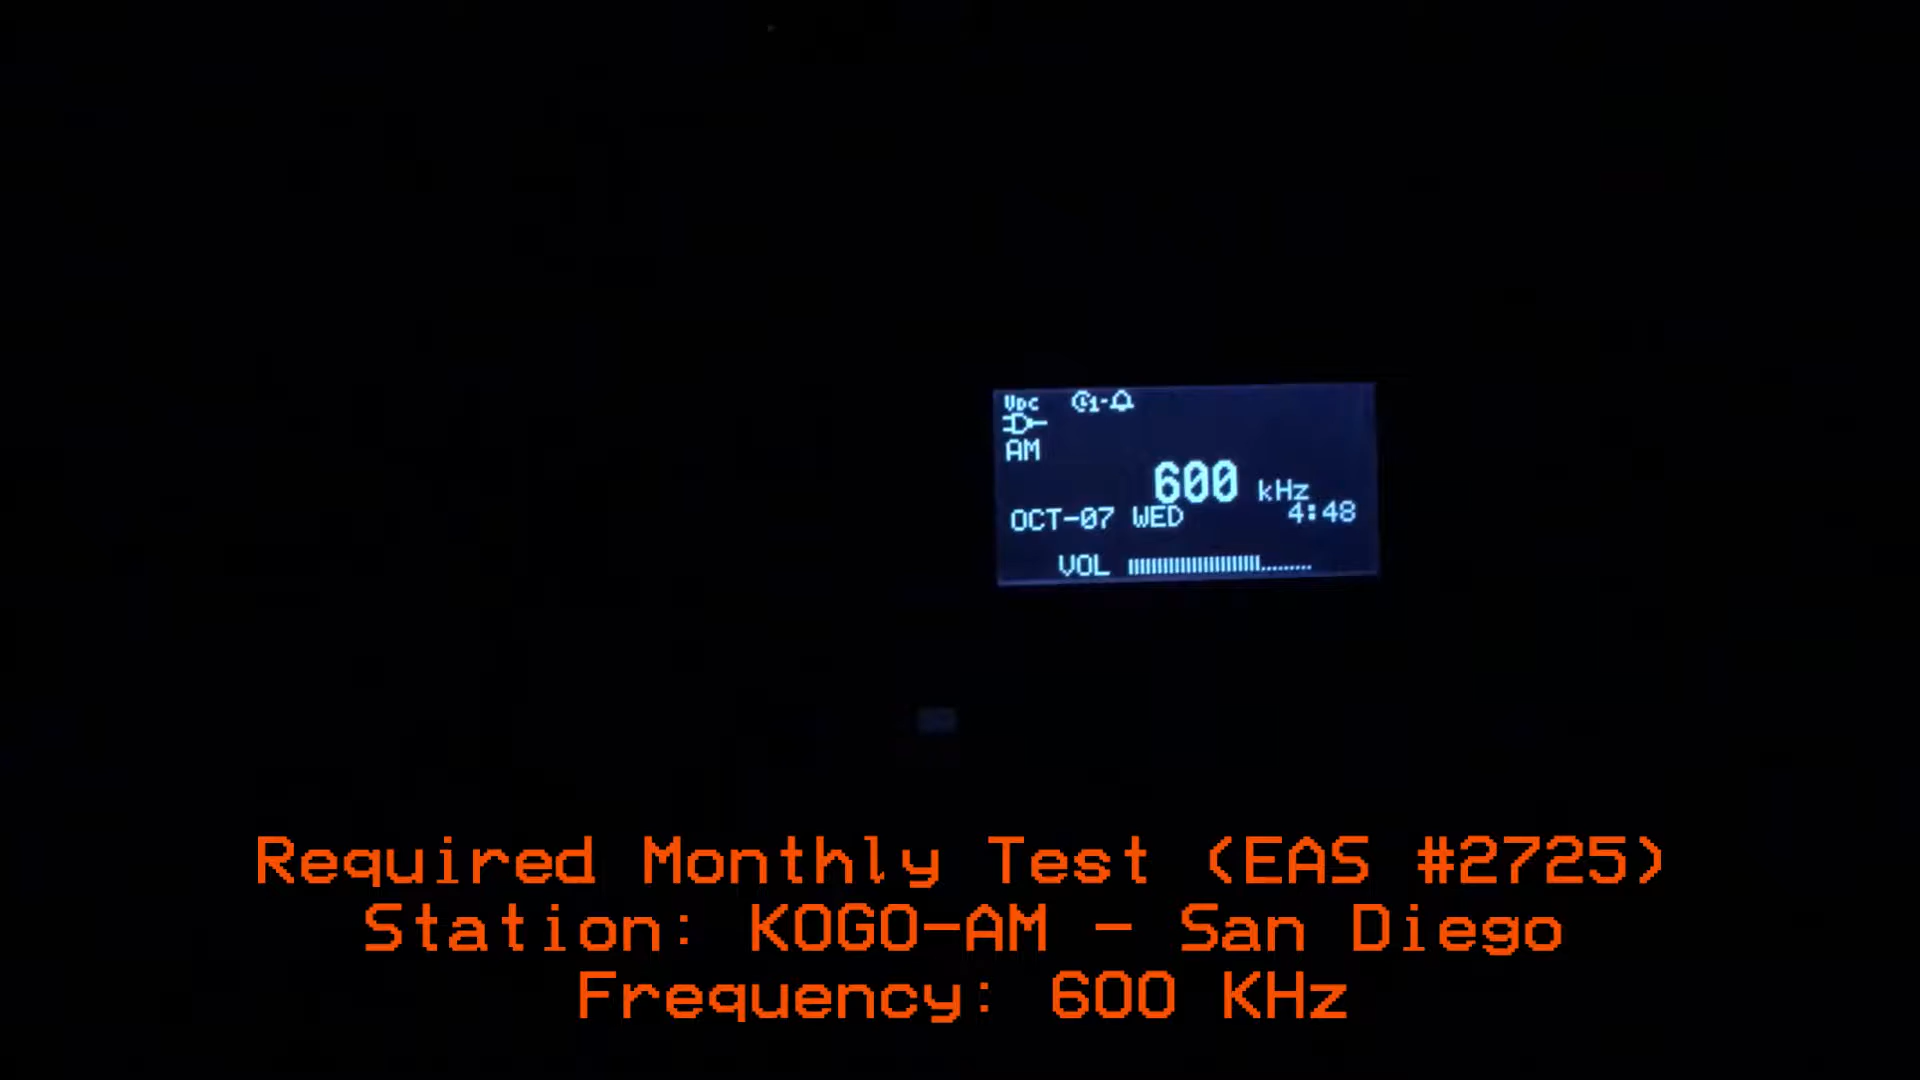 VDC 1-
AM
600 kHz
OCT-07 WED 4:48
VOL
Required Monthly Test (EAS #2725)
Station: KOGO-AM - San Diego
Frequency: 600 KHz